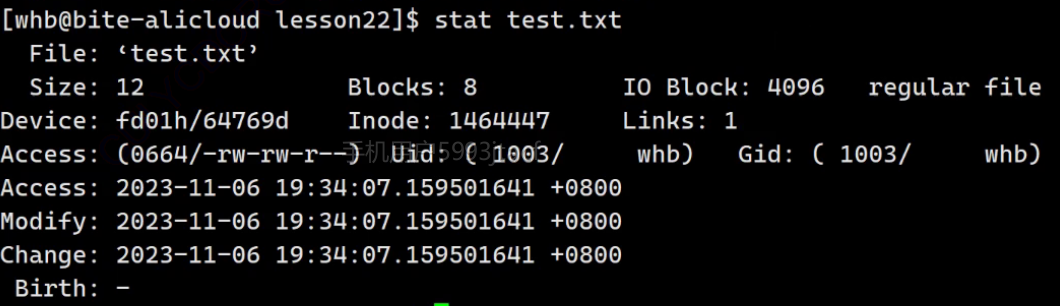 [whb@bite-alicloud lesson22]$ stat test.txt
  File: ‘test.txt’
  Size: 12              Blocks: 8          IO Block: 4096   regular file
Device: fd01h/64769d    Inode: 1464447     Links: 1
Access: (0664/-rw-rw-r--)  Uid: ( 1003/     whb)   Gid: ( 1003/     whb)
Access: 2023-11-06 19:34:07.159501641 +0800
Modify: 2023-11-06 19:34:07.159501641 +0800
Change: 2023-11-06 19:34:07.159501641 +0800
 Birth: -